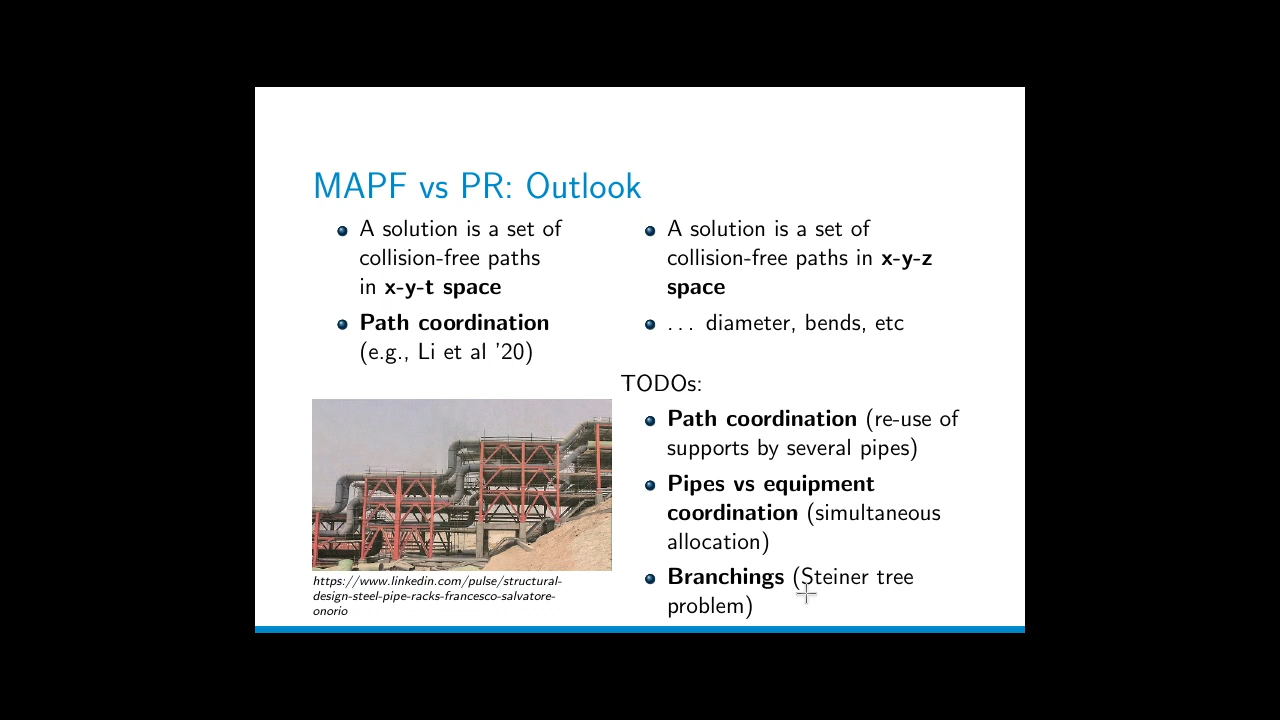 MAPF vs PR: Outlook
A solution is a set of
collision-free paths
in x-y-t space
Path coordination
(e.g., Li et al '20)
https://www.linkedin.com/pulse/structural-
design-steel-pipe-racks-francesco-salvatore-
onorio
A solution is a set of
collision-free paths in x-y-z
space
... diameter, bends, etc
TODOs:
Path coordination (re-use of
supports by several pipes)
Pipes vs equipment
coordination (simultaneous
allocation)
Branchings (Steiner tree
problem)